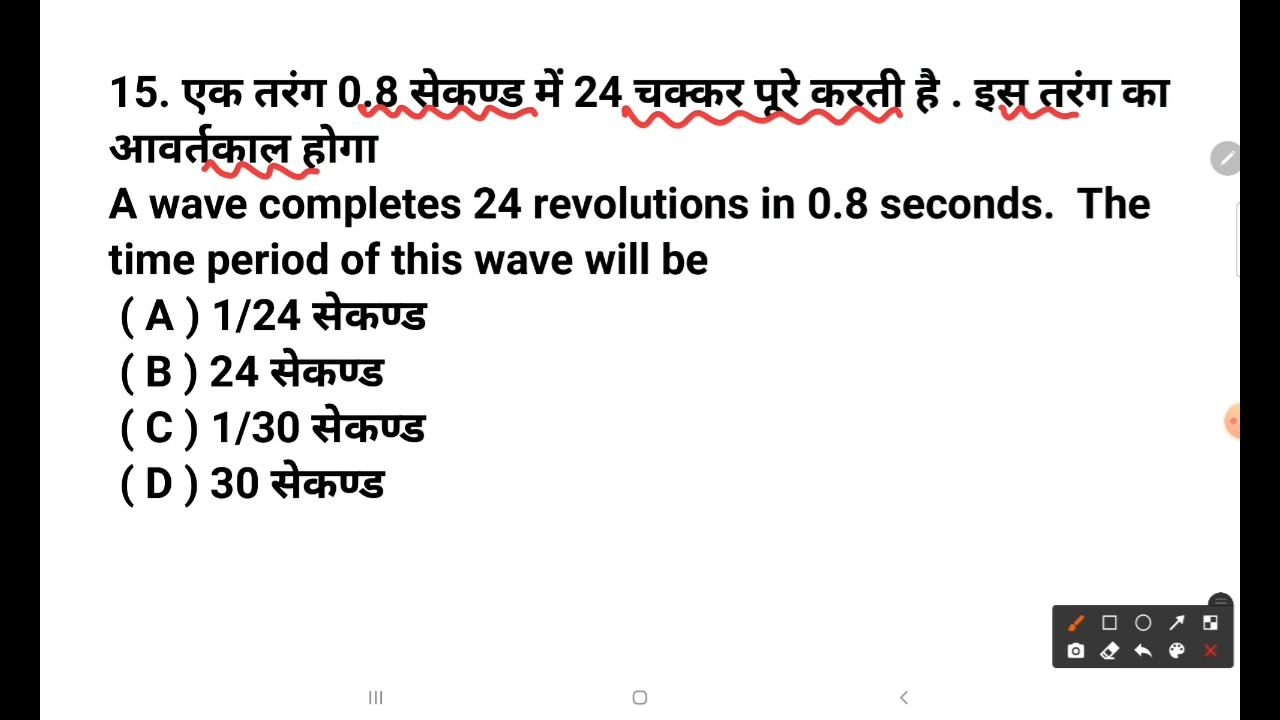 15. एक तरंग 0.8 सेकण्ड में 24 चक्कर पूरे करती है . इस तरंग का
आवर्तकाल होगा
A wave completes 24 revolutions in 0.8 seconds.  The
time period of this wave will be
( A ) 1/24 सेकण्ड
( B ) 24 सेकण्ड
( C ) 1/30 सेकण्ड
( D ) 30 सेकण्ड